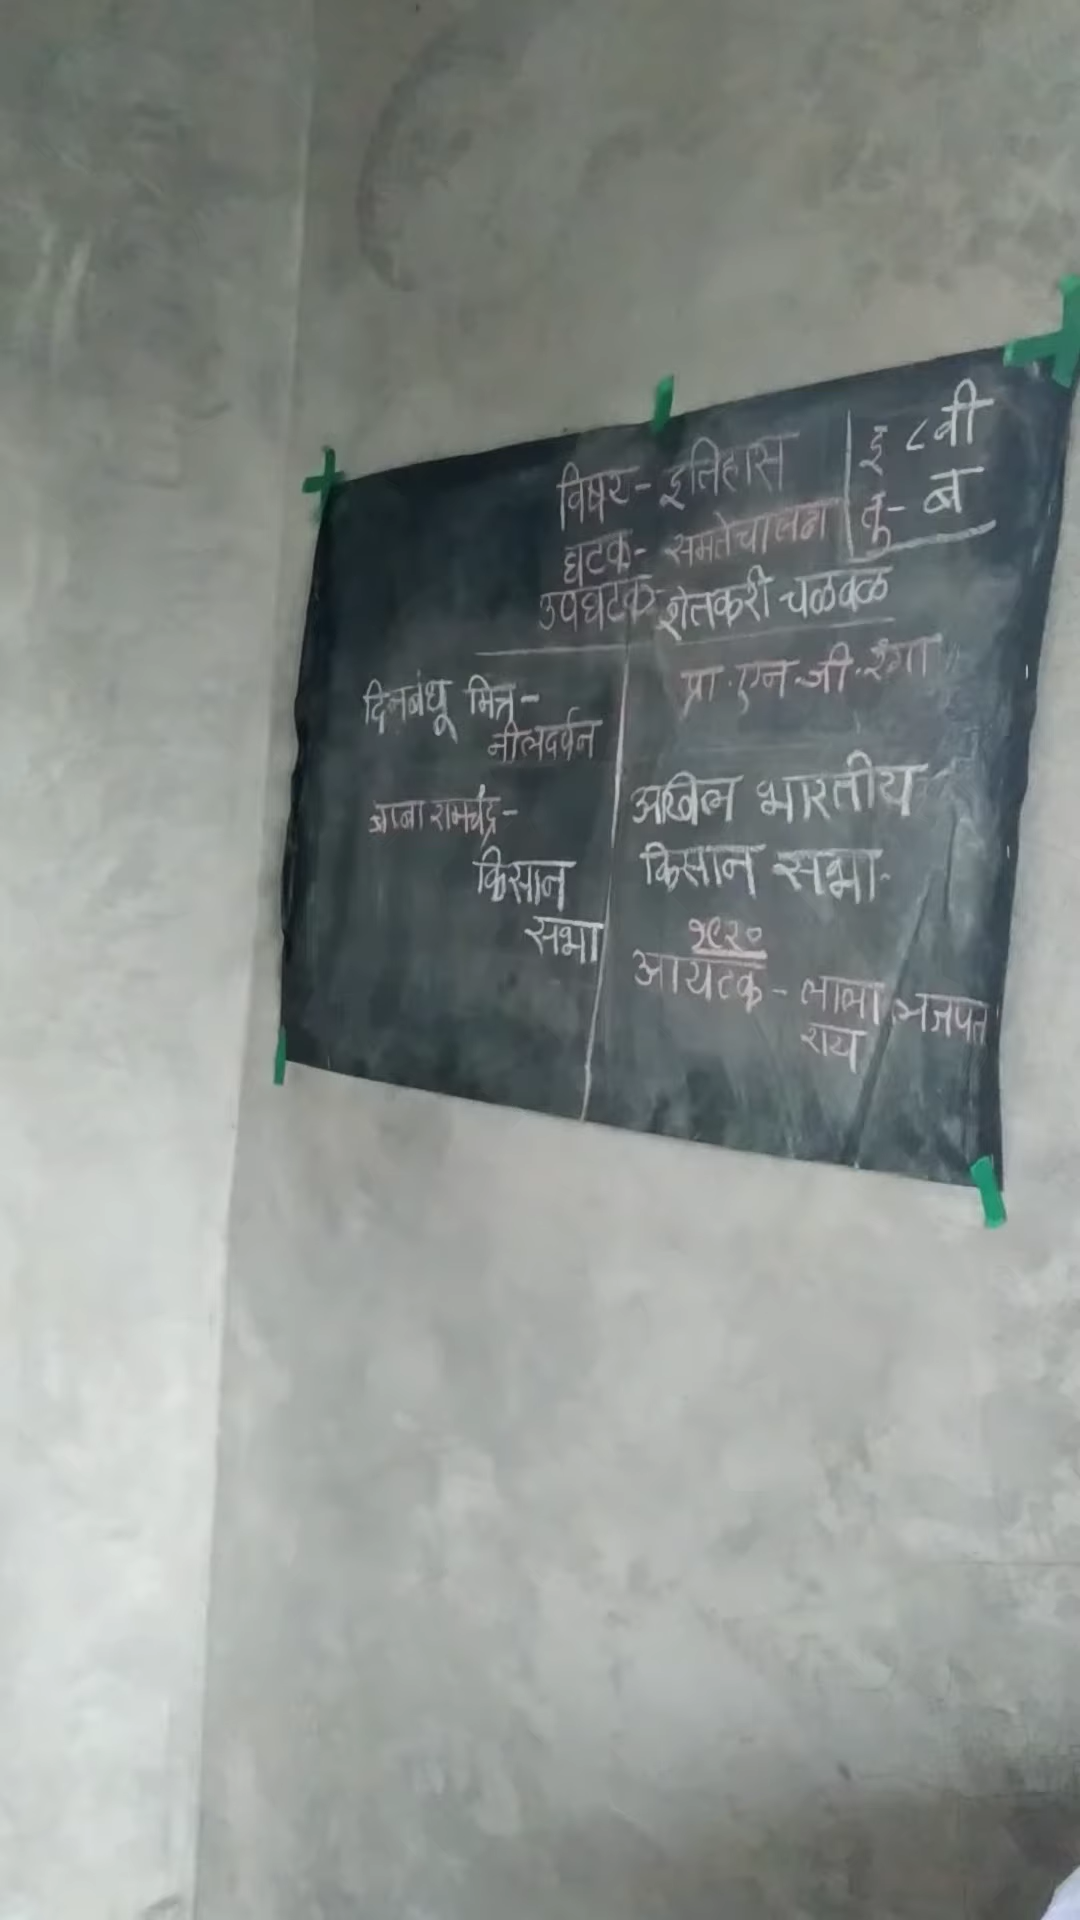 विषय - इतिहास
घटक - समतेचालढा
उपघटक - शेतकरी चळवळ
इ ८वी
तु - ब
दिनबंधू मित्र -
नीलदर्पन
बाबा रामचंद्र -
किसान
सभा
प्रा. एन. जी. रंगा
अखिल भारतीय
किसान सभा.
१९२०
आयटक - लाला लजपत
राय